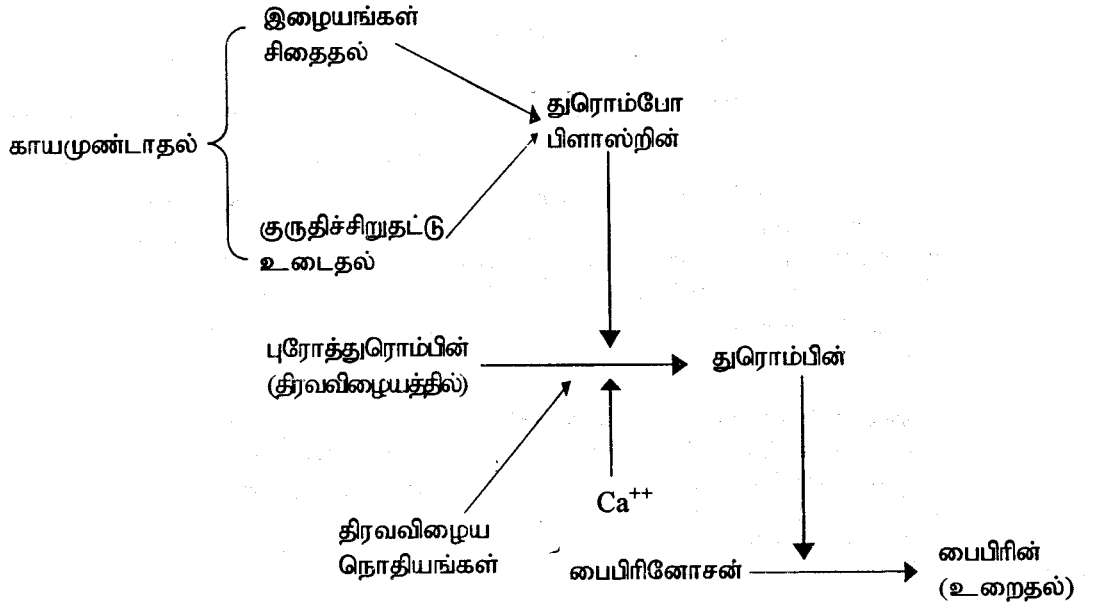 இழையங்கள்
சிதைதல்
துரொம்போ
பிளாஸ்றின்
காயமுண்டாதல்
குருதிச்சிறுதட்டு
உடைதல்
புரோத்துரொம்பின்
(திரவவிழையத்தில்)
துரொம்பின்
Ca++
திரவவிழைய
நொதியங்கள்
பைபிரினோசன்
பைபிரின்
(உறைதல்)